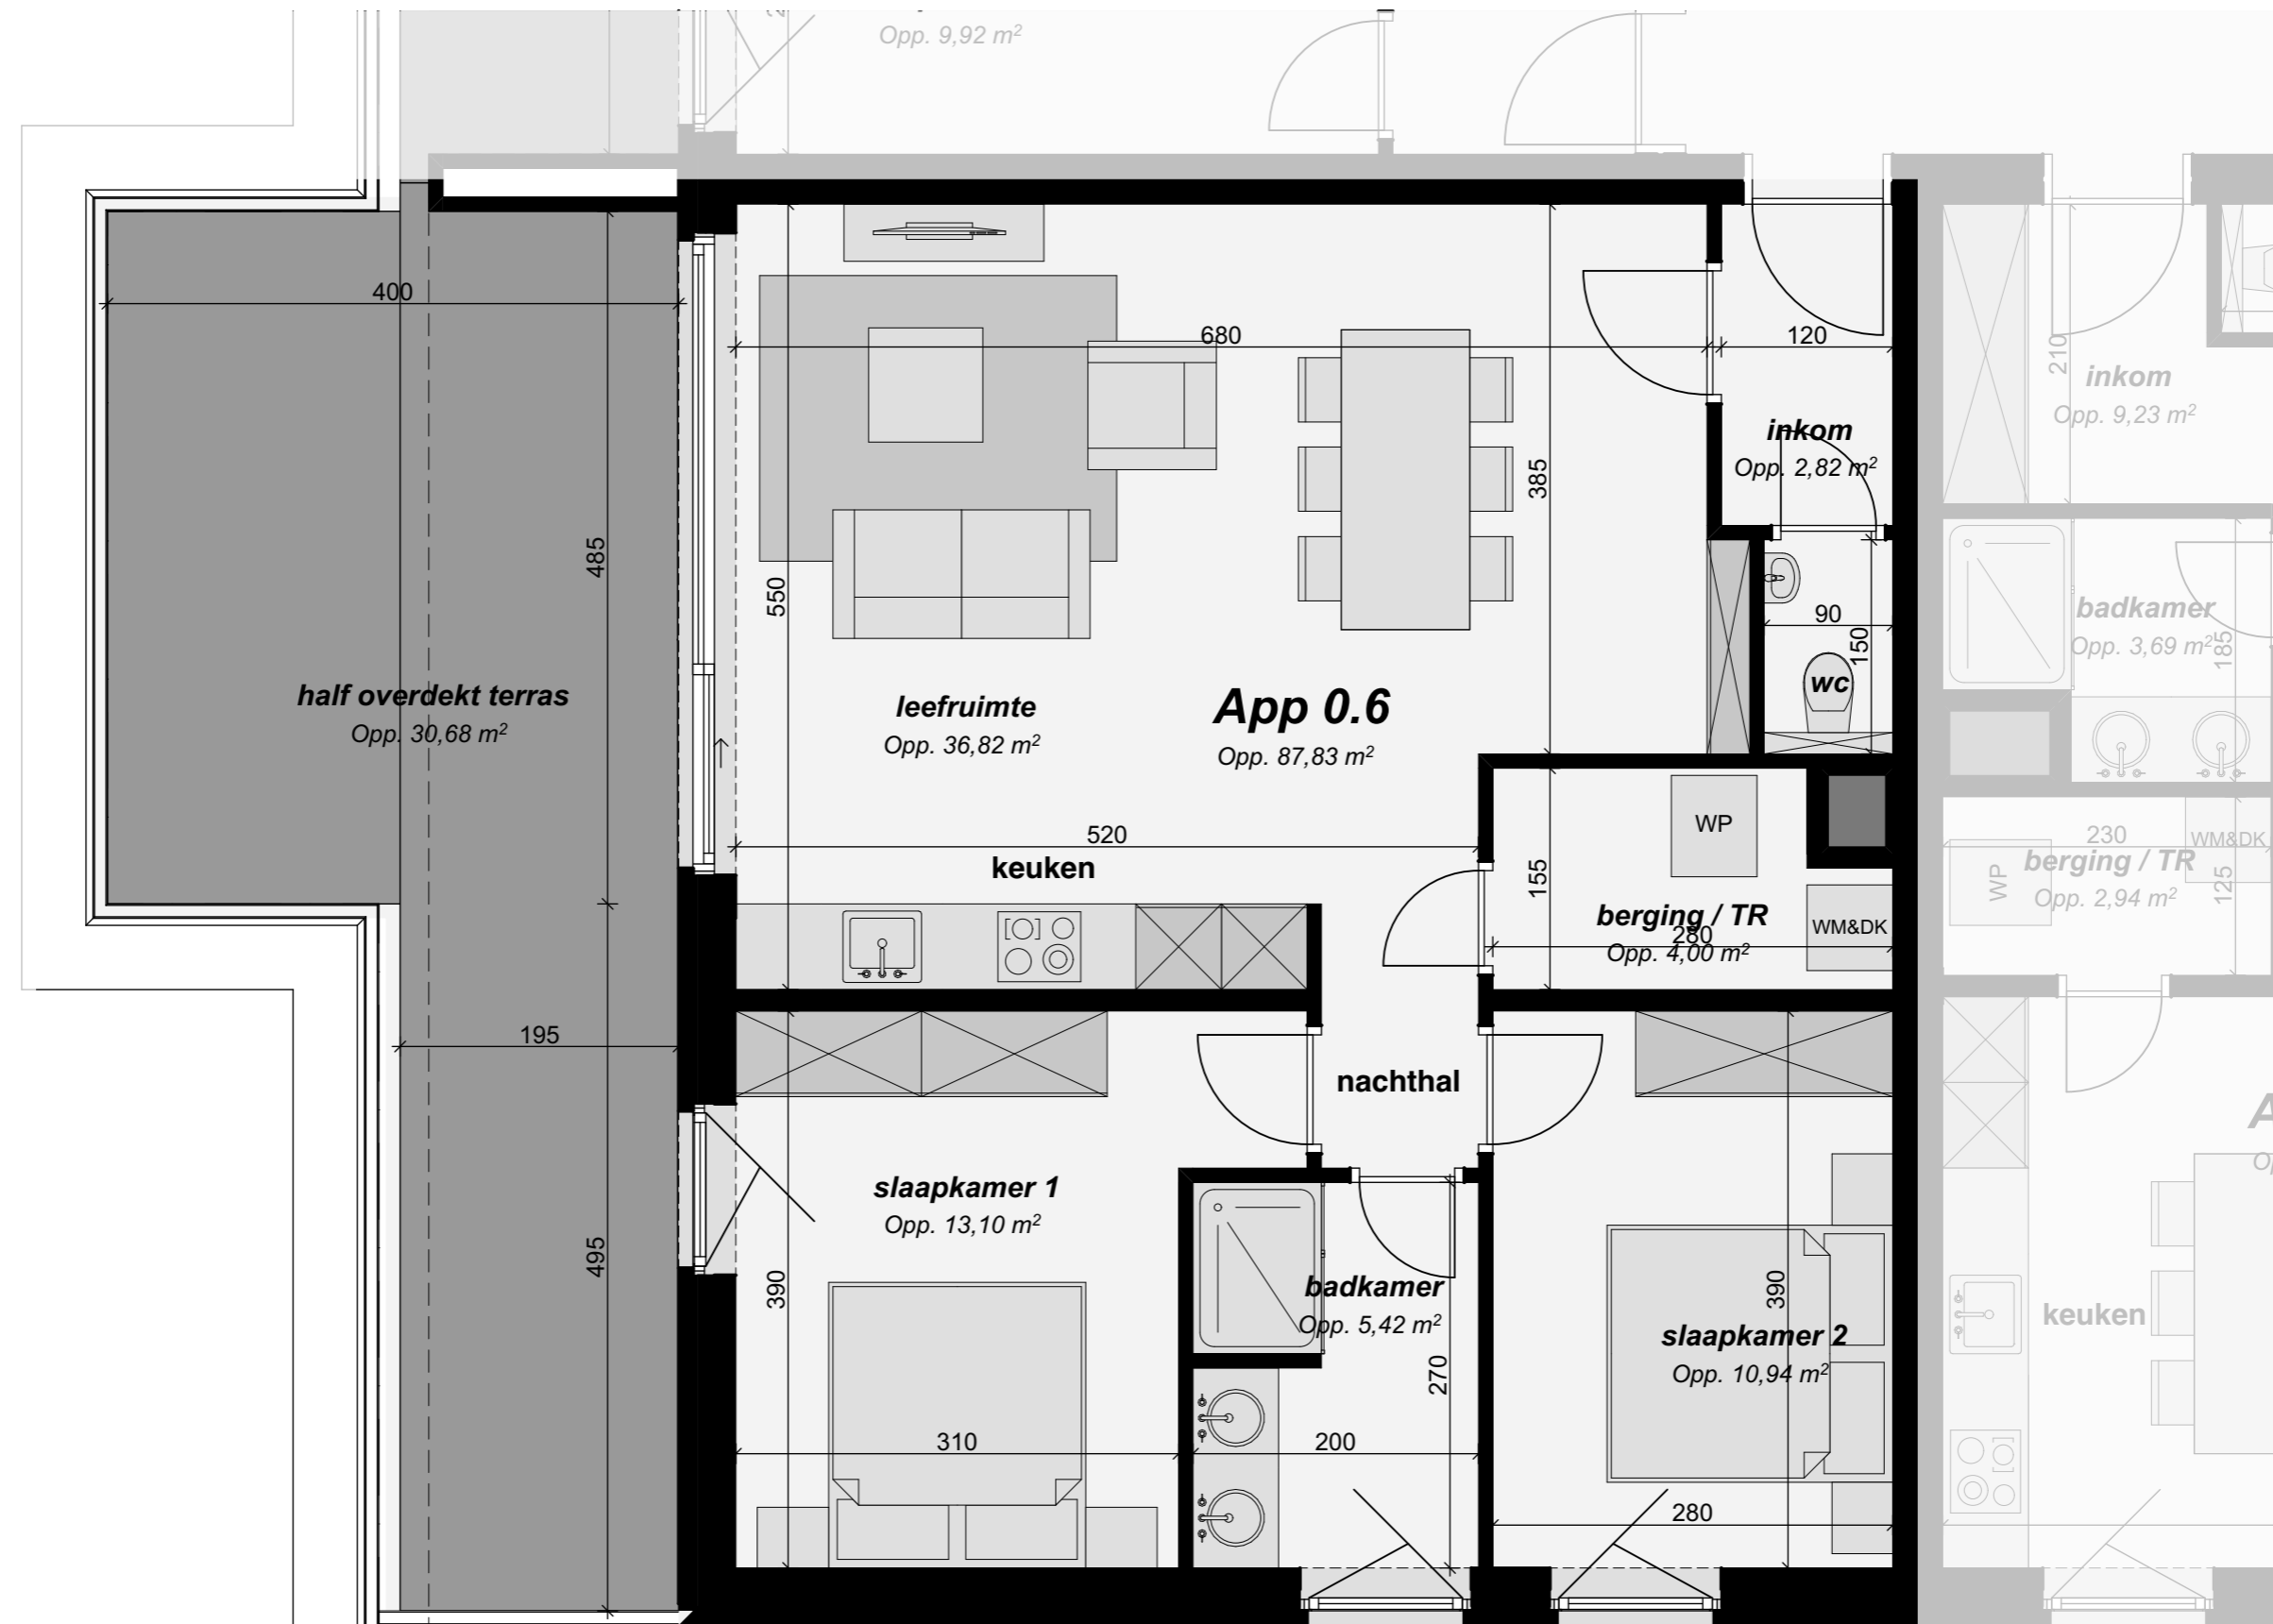 Opp. 9,92 m²
400
680
120
inkom
Opp. 2,82 m²
210
inkom
Opp. 9,23 m²
385
485
550
90
150
wc
badkamer
Opp. 3,69 m²
185
half overdekt terras
Opp. 30,68 m²
leefruimte
Opp. 36,82 m²
App 0.6
Opp. 87,83 m²
WP
520
keuken
155
berging / TR
280
Opp. 4,00 m²
WM&DK
230
WM&DK
berging / TR
Opp. 2,94 m²
WP
125
195
nachthal
slaapkamer 1
Opp. 13,10 m²
495
390
badkamer
Opp. 5,42 m²
270
390
slaapkamer 2
Opp. 10,94 m²
keuken
310
200
280